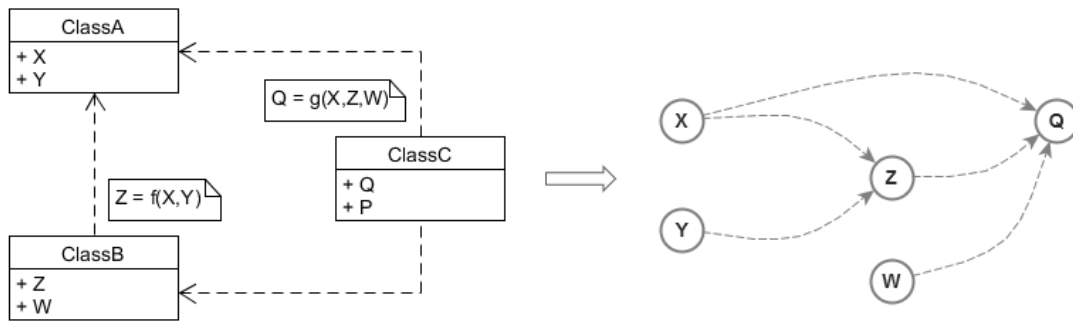 ClassA
+ X
+ Y
Q = g(X,Z,W)
ClassC
+ Q
+ P
Z = f(X,Y)
ClassB
+ Z
+ W
X
Q
Z
Y
W